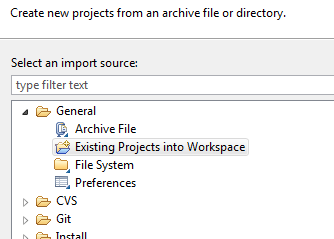 Create new projects from an archive file or directory.
Select an import source:
type filter text
General
Archive File
Existing Projects into Workspace
File System
Preferences
CVS
Git
Install